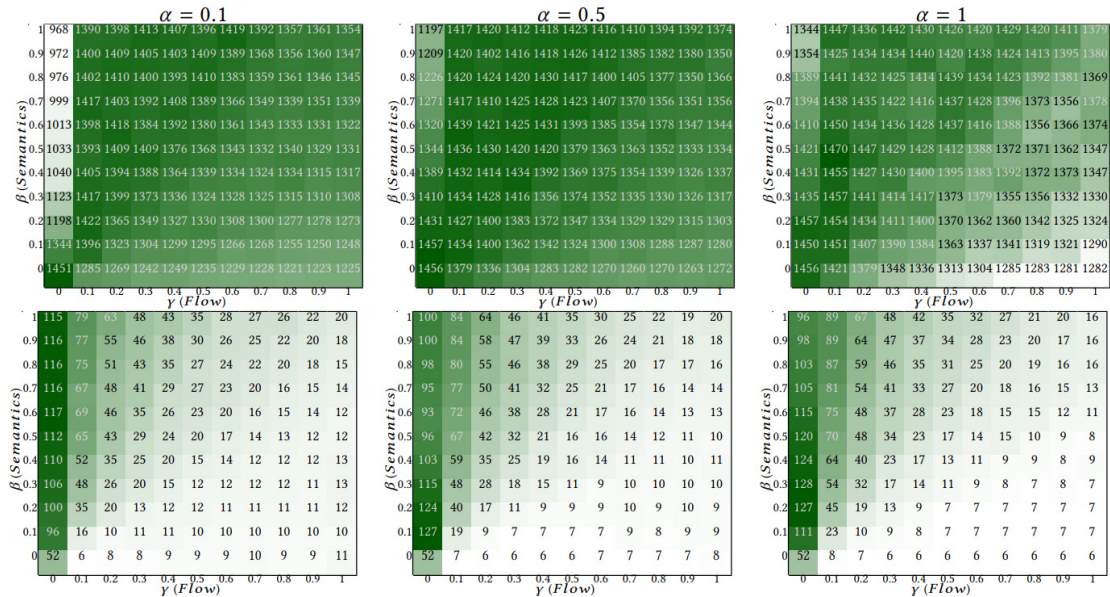 α = 0.1 α = 0.5 α = 1
1 968 1390 1398 1413 1407 1396 1419 1392 1357 1361 1354 1 1197 1417 1420 1412 1418 1423 1416 1410 1394 1392 1374 1 1344 1447 1436 1442 1430 1426 1420 1429 1420 1411 1379
0.9 972 1400 1400 1405 1403 1412 1389 1368 1356 1360 1347 0.9 1209 1420 1420 1424 1418 1420 1402 1394 1382 1380 1350 0.9 1354 1425 1434 1434 1440 1420 1438 1424 1413 1395 1380
0.8 976 1402 1410 1400 1393 1410 1383 1359 1361 1346 1345 0.8 1226 1420 1424 1420 1430 1417 1400 1405 1377 1350 1366 0.8 1389 1441 1432 1425 1414 1439 1434 1423 1392 1381 1369
0.7 999 1417 1403 1392 1408 1389 1366 1349 1339 1351 1339 0.7 1271 1417 1410 1425 1428 1423 1407 1370 1356 1351 1356 0.7 1394 1438 1435 1422 1416 1437 1428 1396 1373 1356 1378
0.6 1013 1398 1418 1384 1392 1380 1361 1343 1333 1331 1322 0.6 1320 1439 1421 1425 1431 1393 1385 1354 1378 1347 1344 0.6 1410 1450 1434 1436 1428 1437 1416 1388 1356 1366 1374
0.5 1033 1393 1409 1409 1376 1368 1343 1332 1340 1329 1331 0.5 1344 1436 1430 1420 1420 1379 1363 1363 1352 1333 1334 0.5 1421 1470 1447 1429 1428 1412 1388 1372 1371 1362 1347
0.4 1040 1405 1394 1388 1364 1339 1334 1324 1334 1315 1317 0.4 1389 1432 1414 1434 1392 1369 1375 1354 1339 1329 1320 0.4 1431 1455 1427 1430 1400 1395 1383 1396 1372 1373 1347
0.3 1123 1417 1399 1373 1336 1324 1328 1325 1315 1310 1308 0.3 1410 1434 1428 1416 1356 1374 1352 1335 1330 1326 1317 0.3 1435 1457 1441 1414 1417 1373 1379 1392 1355 1356 1332 1330
0.2 1198 1422 1365 1349 1327 1330 1308 1300 1277 1278 1273 0.2 1431 1427 1400 1383 1372 1347 1334 1329 1329 1315 1303 0.2 1457 1454 1434 1411 1400 1370 1362 1360 1342 1325 1324
0.1 1344 1396 1323 1304 1299 1295 1266 1268 1255 1250 1248 0.1 1457 1434 1400 1362 1342 1324 1300 1308 1288 1287 1280 0.1 1450 1451 1407 1390 1384 1363 1337 1341 1319 1321 1290
0 1451 1285 1269 1242 1249 1235 1229 1228 1221 1223 1225 0 1456 1379 1336 1304 1283 1282 1270 1260 1270 1263 1272 0 1456 1421 1379 1348 1336 1313 1304 1285 1283 1281 1282
0 0.1 0.2 0.3 0.4 0.5 0.6 0.7 0.8 0.9 1 0 0.1 0.2 0.3 0.4 0.5 0.6 0.7 0.8 0.9 1 0 0.1 0.2 0.3 0.4 0.5 0.6 0.7 0.8 0.9 1
β (Semantics) β (Semantics) β (Semantics)
γ (Flow) γ (Flow) γ (Flow)
1 115 79 63 48 43 35 28 27 26 22 20 1 100 84 64 46 41 35 30 25 22 19 20 1 96 89 67 48 42 35 32 27 21 20 16
0.9 116 77 55 46 38 30 26 25 22 20 18 0.9 100 84 58 47 39 33 26 24 21 18 18 0.9 98 89 64 47 37 34 28 23 20 17 16
0.8 116 75 51 43 35 27 24 22 20 18 15 0.8 98 80 55 46 38 29 25 20 17 17 16 0.8 103 87 59 46 35 31 25 20 19 16 16
0.7 116 67 48 41 29 27 23 20 16 15 14 0.7 95 77 50 41 32 25 21 17 16 14 14 0.7 105 81 54 41 33 27 20 18 16 15 13
0.6 117 69 46 35 26 23 20 16 15 14 12 0.6 93 72 46 38 28 21 17 16 14 13 13 0.6 115 75 48 37 28 23 18 15 15 12 11
0.5 112 65 43 29 24 20 17 14 13 12 12 0.5 96 67 42 32 21 16 16 14 12 11 10 0.5 120 70 48 34 23 17 14 15 10 9 8
0.4 110 52 35 25 20 15 14 12 12 12 13 0.4 103 59 35 25 19 16 14 11 11 10 11 0.4 124 64 40 23 17 13 11 9 9 8 9
0.3 106 48 26 20 15 12 12 12 11 12 13 0.3 115 48 28 18 15 11 9 10 10 10 10 0.3 128 54 32 17 14 11 9 8 7 8 7
0.2 100 35 20 13 12 12 11 11 11 11 12 0.2 124 40 17 11 9 9 9 10 9 10 9 0.2 127 45 19 13 9 7 7 7 7 7 7
0.1 96 16 10 11 11 10 10 10 10 10 10 0.1 127 19 9 7 7 7 7 9 8 9 9 0.1 111 23 10 9 8 7 7 7 7 7 7
0 52 6 8 8 9 9 9 10 9 9 11 0 52 7 6 6 6 6 7 7 7 7 8 0 52 8 7 6 6 6 6 6 6 6 6
0 0.1 0.2 0.3 0.4 0.5 0.6 0.7 0.8 0.9 1 0 0.1 0.2 0.3 0.4 0.5 0.6 0.7 0.8 0.9 1 0 0.1 0.2 0.3 0.4 0.5 0.6 0.7 0.8 0.9 1
β (Semantics) β (Semantics) β (Semantics)
γ (Flow) γ (Flow) γ (Flow)